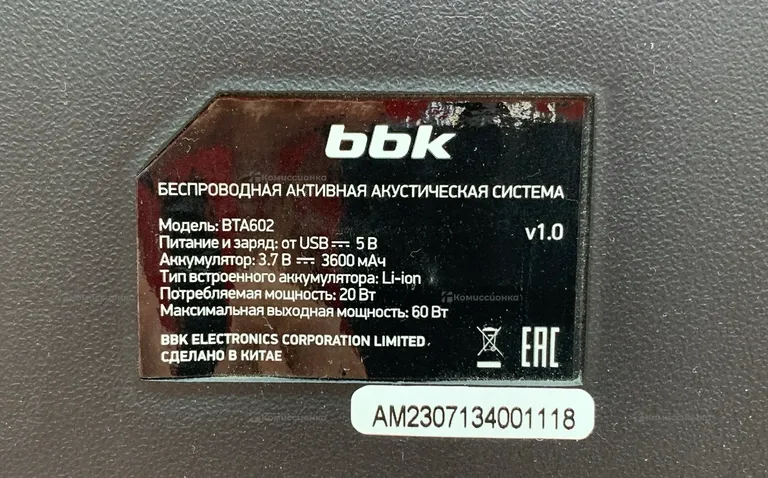 bbk
БЕСПРОВОДНАЯ АКТИВНАЯ АКУСТИЧЕСКАЯ СИСТЕМА
Модель: BTA602
v1.0
Питание и заряд: от USB ⎓ 5 В
Аккумулятор: 3.7 В ⎓ 3600 мАч
Тип встроенного аккумулятора: Li-ion
Потребляемая мощность: 20 Вт
Максимальная выходная мощность: 60 Вт
BBK ELECTRONICS CORPORATION LIMITED
СДЕЛАНО В КИТАЕ
EAC
AM2307134001118
Комиссионка
Комиссионка